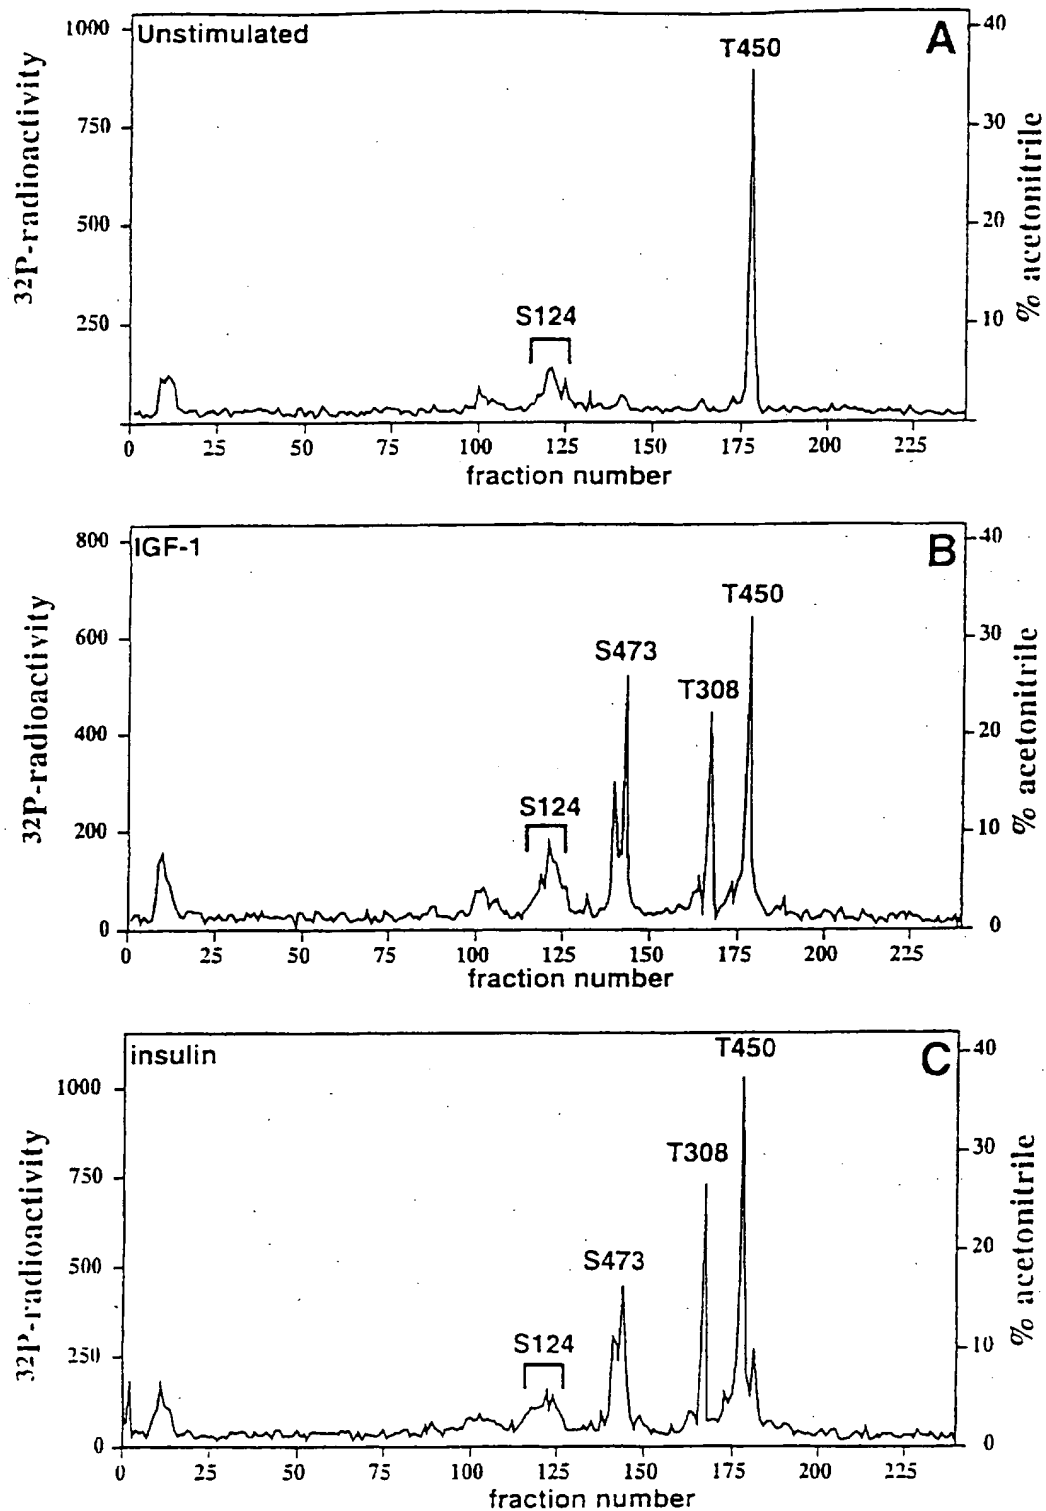 Unstimulated
A
T450
S124
1000
750
500
250
³²P-radioactivity
40
30
20
10
% acetonitrile
0 25 50 75 100 125 150 175 200 225
fraction number
IGF-1
B
T450
S473
T308
S124
800
600
400
200
0
³²P-radioactivity
40
30
20
10
0
% acetonitrile
0 25 50 75 100 125 150 175 200 225
fraction number
insulin
C
T450
T308
S473
S124
1000
750
500
250
0
³²P-radioactivity
40
30
20
10
0
% acetonitrile
0 25 50 75 100 125 150 175 200 225
fraction number